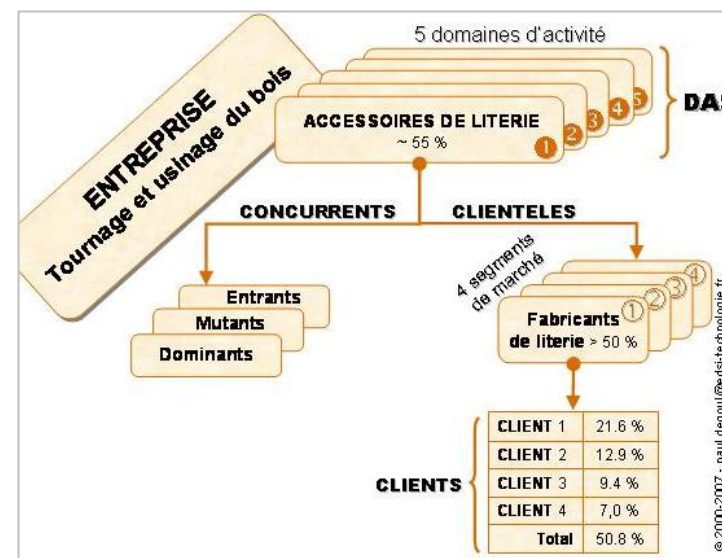 5 domaines d'activité
ENTREPRISE
Tournage et usinage du bois
ACCESSOIRES DE LITERIE
~ 55 %
1
2
3
4
5
DAS
CONCURRENTS
CLIENTELES
4 segments
de marché
Entrants
Mutants
Dominants
Fabricants
de literie > 50 %
1
2
3
4
CLIENTS
CLIENT 1 21.6 %
CLIENT 2 12.9 %
CLIENT 3 9.4 %
CLIENT 4 7,0 %
Total 50.8 %
© 2000-2007 - paul.degoul@edsi-technologie.fr